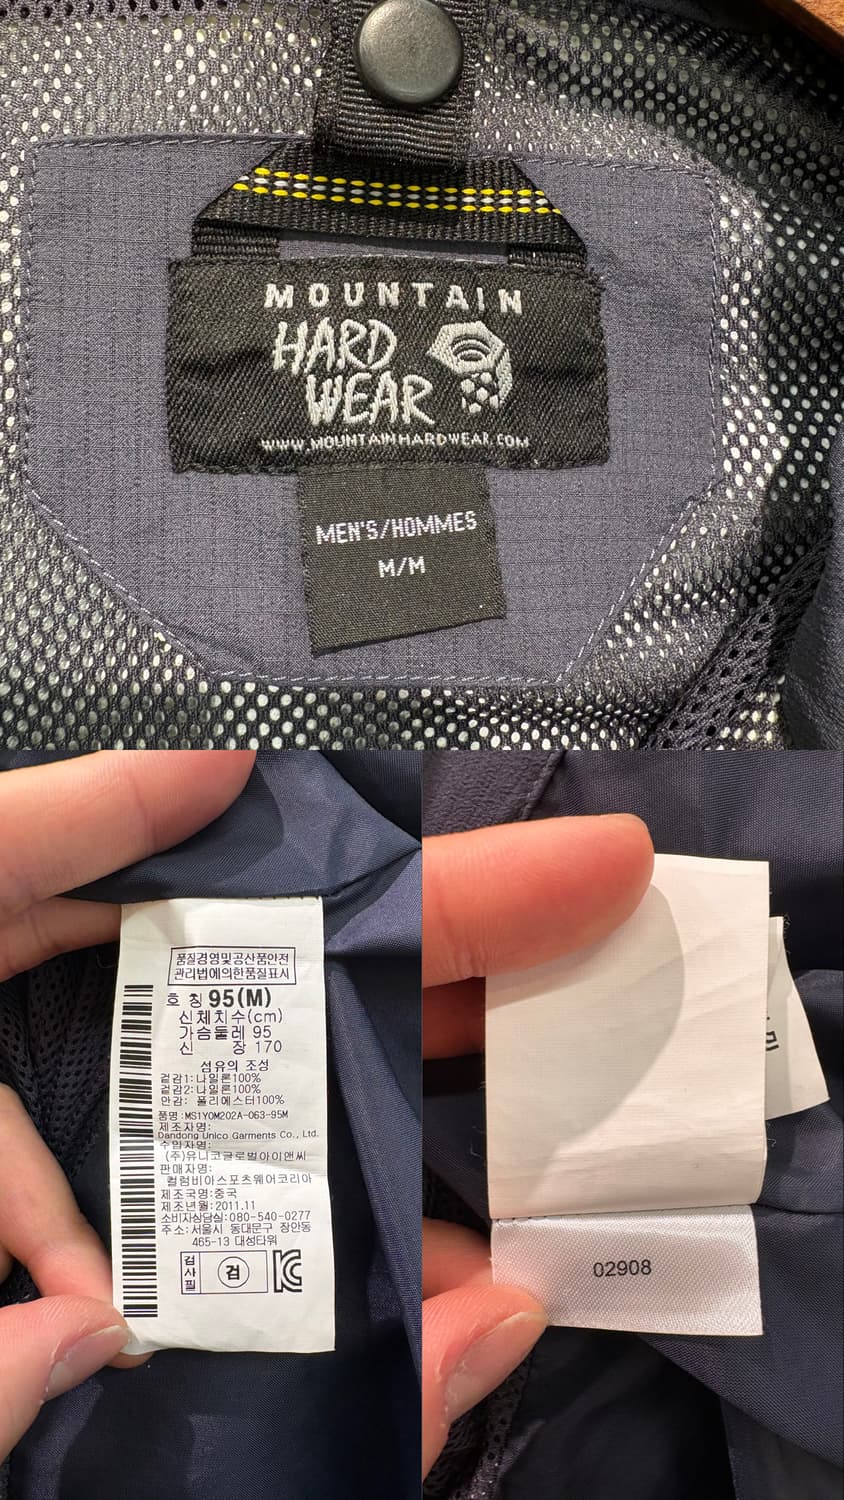 MOUNTAIN
HARD
WEAR
WWW.MOUNTAINHARDWEAR.COM
MEN'S/HOMMES
M/M
품질경영및공산품안전
관리법에의한품질표시
호 칭 95(M)
신체치수(cm)
가슴둘레 95
신 장 170
섬유의 조성
겉감1:나일론100%
겉감2:나일론100%
안감: 폴리에스터100%
품명:MS1YOM202A-063-95M
제조자명:
Dandong Unico Garments Co., Ltd.
수입자명:
(주)유니코글로벌아이앤씨
판매자명:
컬럼비아스포츠웨어코리아
제조국명:중국
제조년월:2011.11
소비자상담실:080-540-0277
주소:서울시 동대문구 장안동
465-13 대성타워
검사필
검
02908